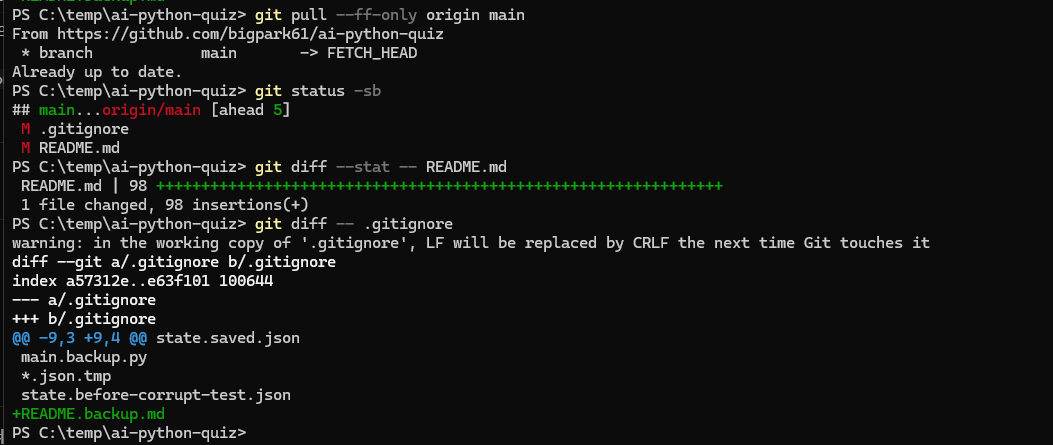 PS C:\temp\ai-python-quiz> git pull --ff-only origin main
From https://github.com/bigpark61/ai-python-quiz
 * branch            main       -> FETCH_HEAD
Already up to date.
PS C:\temp\ai-python-quiz> git status -sb
## main...origin/main [ahead 5]
 M .gitignore
 M README.md
PS C:\temp\ai-python-quiz> git diff --stat -- README.md
 README.md | 98 +++++++++++++++++++++++++++++++++++++++++++++++++++++++++++++++
 1 file changed, 98 insertions(+)
PS C:\temp\ai-python-quiz> git diff -- .gitignore
warning: in the working copy of '.gitignore', LF will be replaced by CRLF the next time Git touches it
diff --git a/.gitignore b/.gitignore
index a57312e..e63f101 100644
--- a/.gitignore
+++ b/.gitignore
@@ -9,3 +9,4 @@ state.saved.json
 main.backup.py
 *.json.tmp
 state.before-corrupt-test.json
+README.backup.md
PS C:\temp\ai-python-quiz>